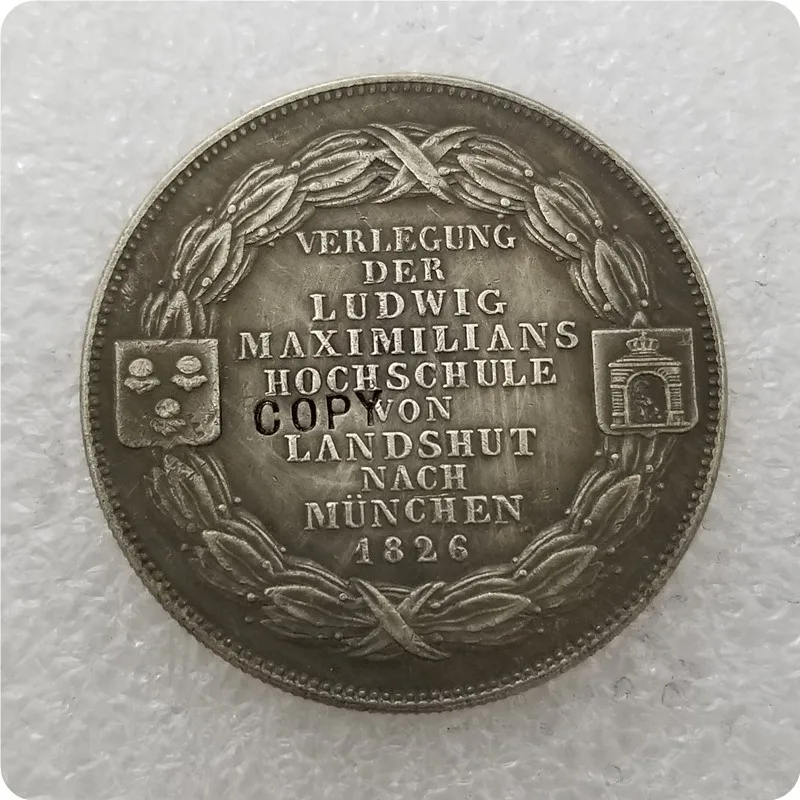 VERLEGUNG
DER
LUDWIG
MAXIMILIANS
HOCHSCHULE
COPY
VON
LANDSHUT
NACH
MÜNCHEN
1826